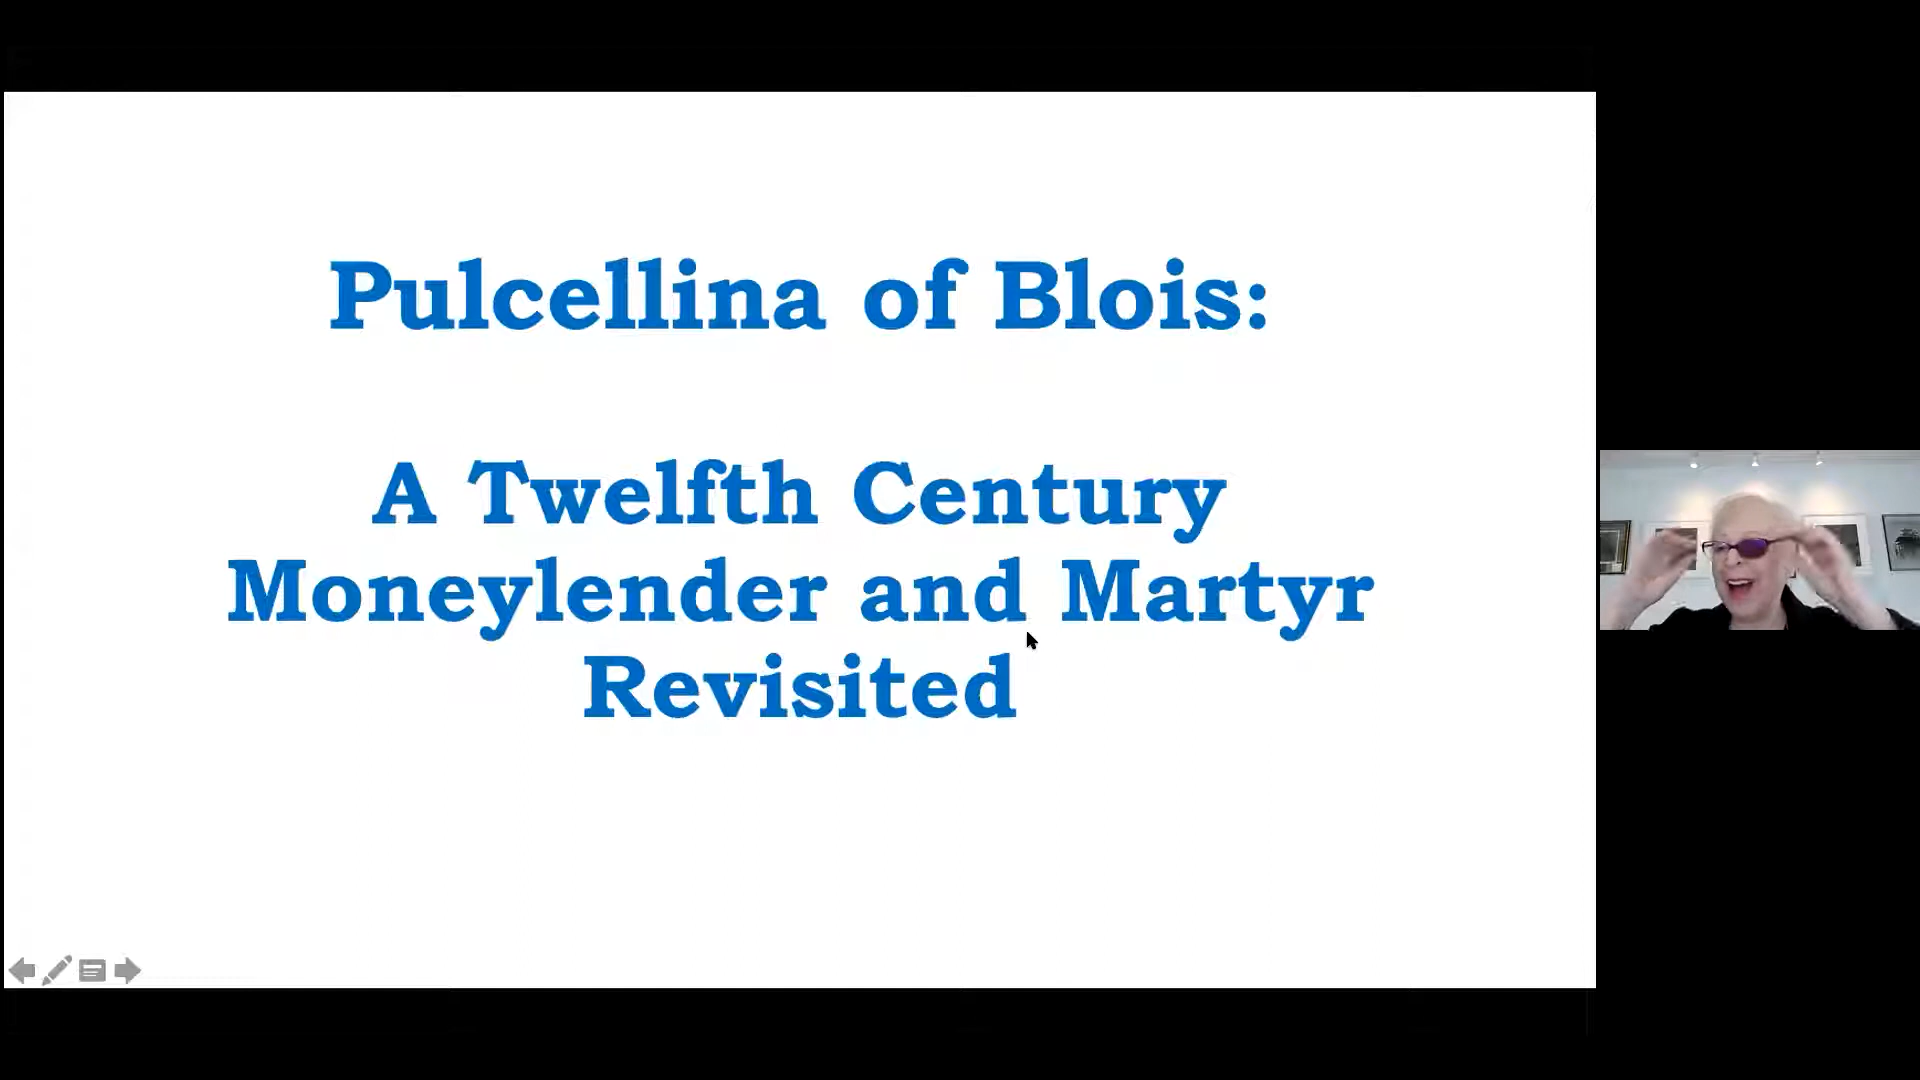 Pulcellina of Blois:
A Twelfth Century
Moneylender and Martyr
Revisited